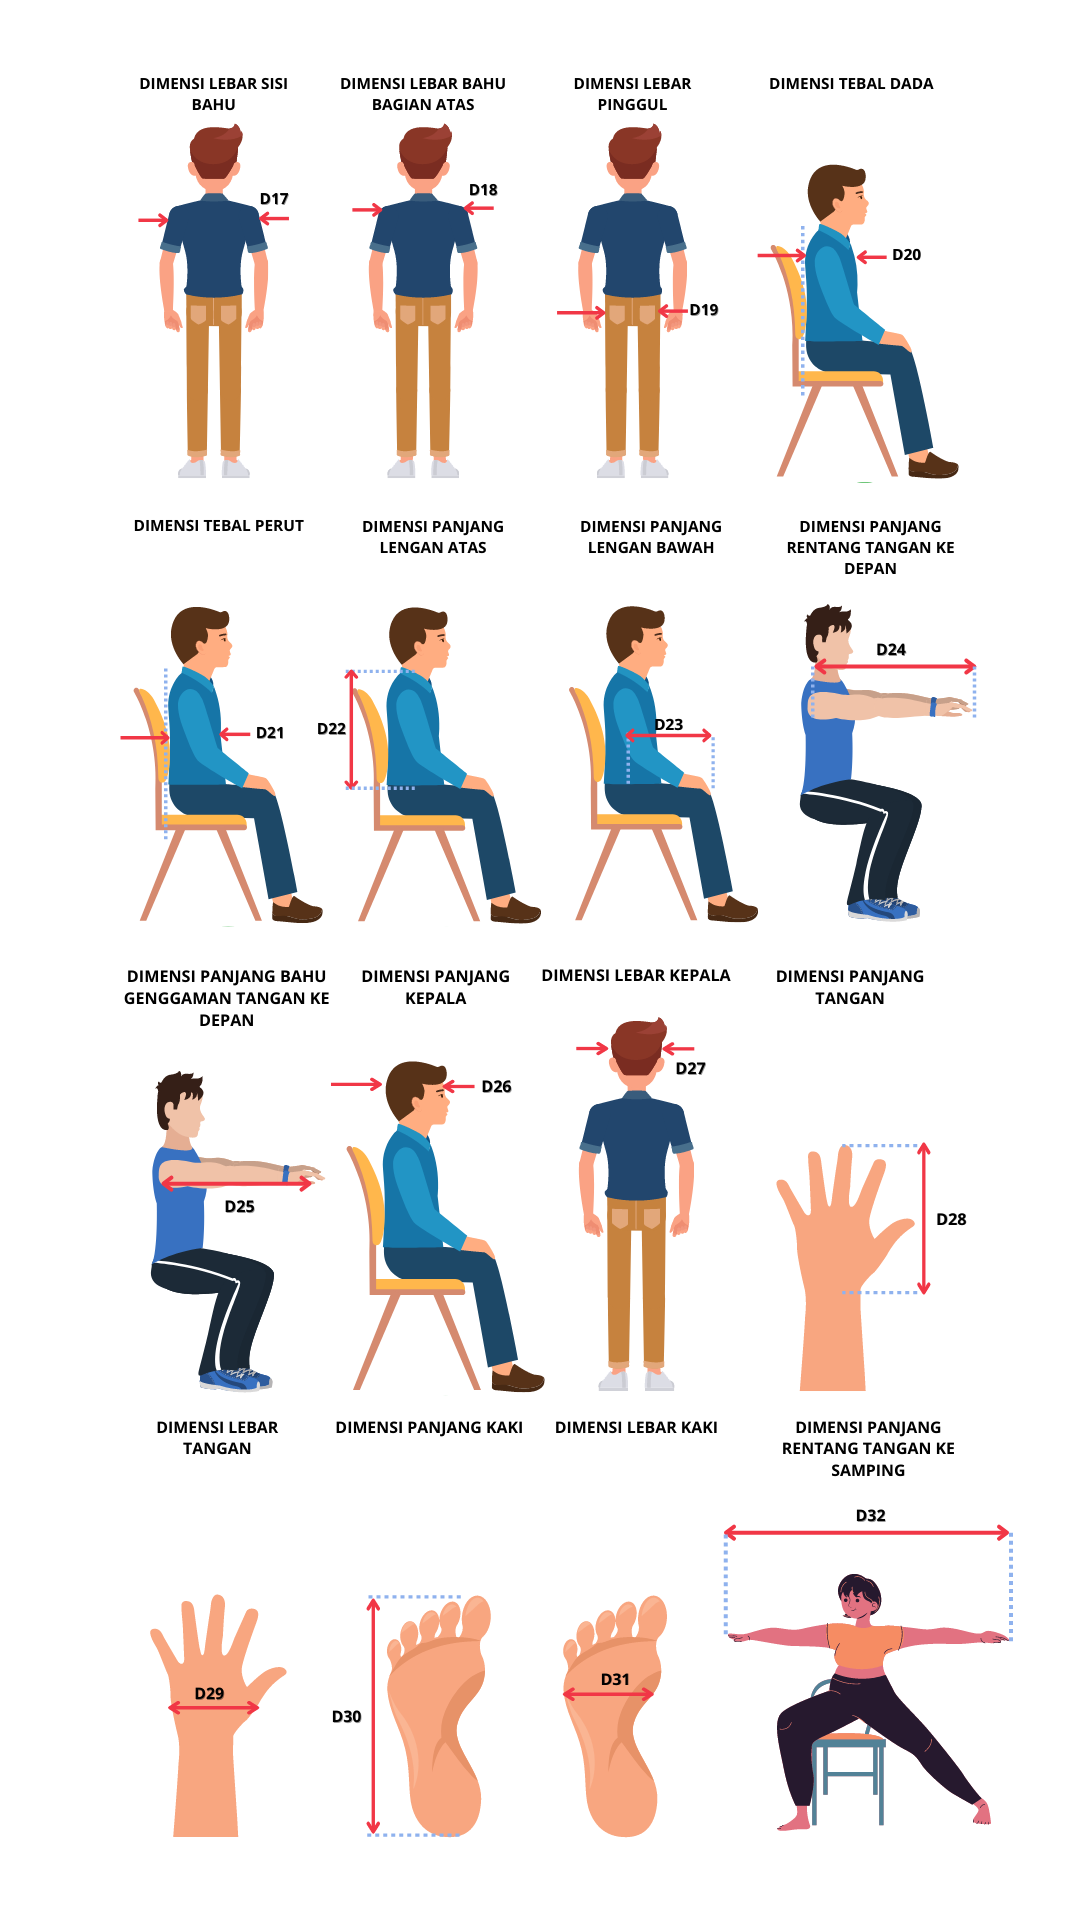 DIMENSI LEBAR SISI
BAHU
DIMENSI LEBAR BAHU
BAGIAN ATAS
DIMENSI LEBAR
PINGGUL
DIMENSI TEBAL DADA
D17
D18
D19
D20
DIMENSI TEBAL PERUT
DIMENSI PANJANG
LENGAN ATAS
DIMENSI PANJANG
LENGAN BAWAH
DIMENSI PANJANG
RENTANG TANGAN KE
DEPAN
D21
D22
D23
D24
DIMENSI PANJANG BAHU
GENGGAMAN TANGAN KE
DEPAN
DIMENSI PANJANG
KEPALA
DIMENSI LEBAR KEPALA
DIMENSI PANJANG
TANGAN
D25
D26
D27
D28
DIMENSI LEBAR
TANGAN
DIMENSI PANJANG KAKI
DIMENSI LEBAR KAKI
DIMENSI PANJANG
RENTANG TANGAN KE
SAMPING
D29
D30
D31
D32